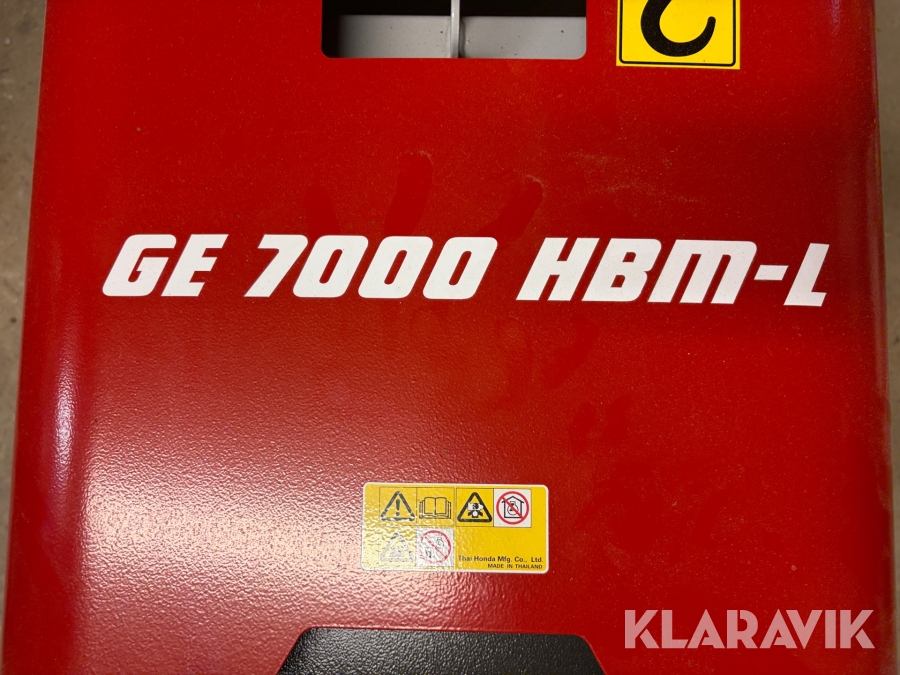 GE 7000 HBM-L
Thai Honda Mfg. Co., Ltd.
MADE IN THAILAND
KLARAVIK